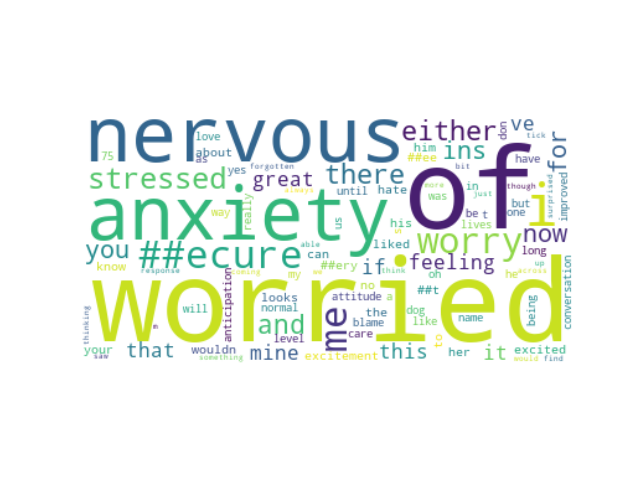 nervous either ve for
love about as yes forgotten don tick
75 him ##ee ins have
stressed great there until hate in was more bit though
anxiety of i
way really us his liked be t but one lives surprised improved
you ##ecure if can feeling worry now
know response coming able my we ##ery think oh he long up across
worried
will anticipation looks normal no attitude a ##t dog like name being conversation
and level me the blame care to
thinking your saw that wouldn something mine excitement this her it excited would find
always si just m